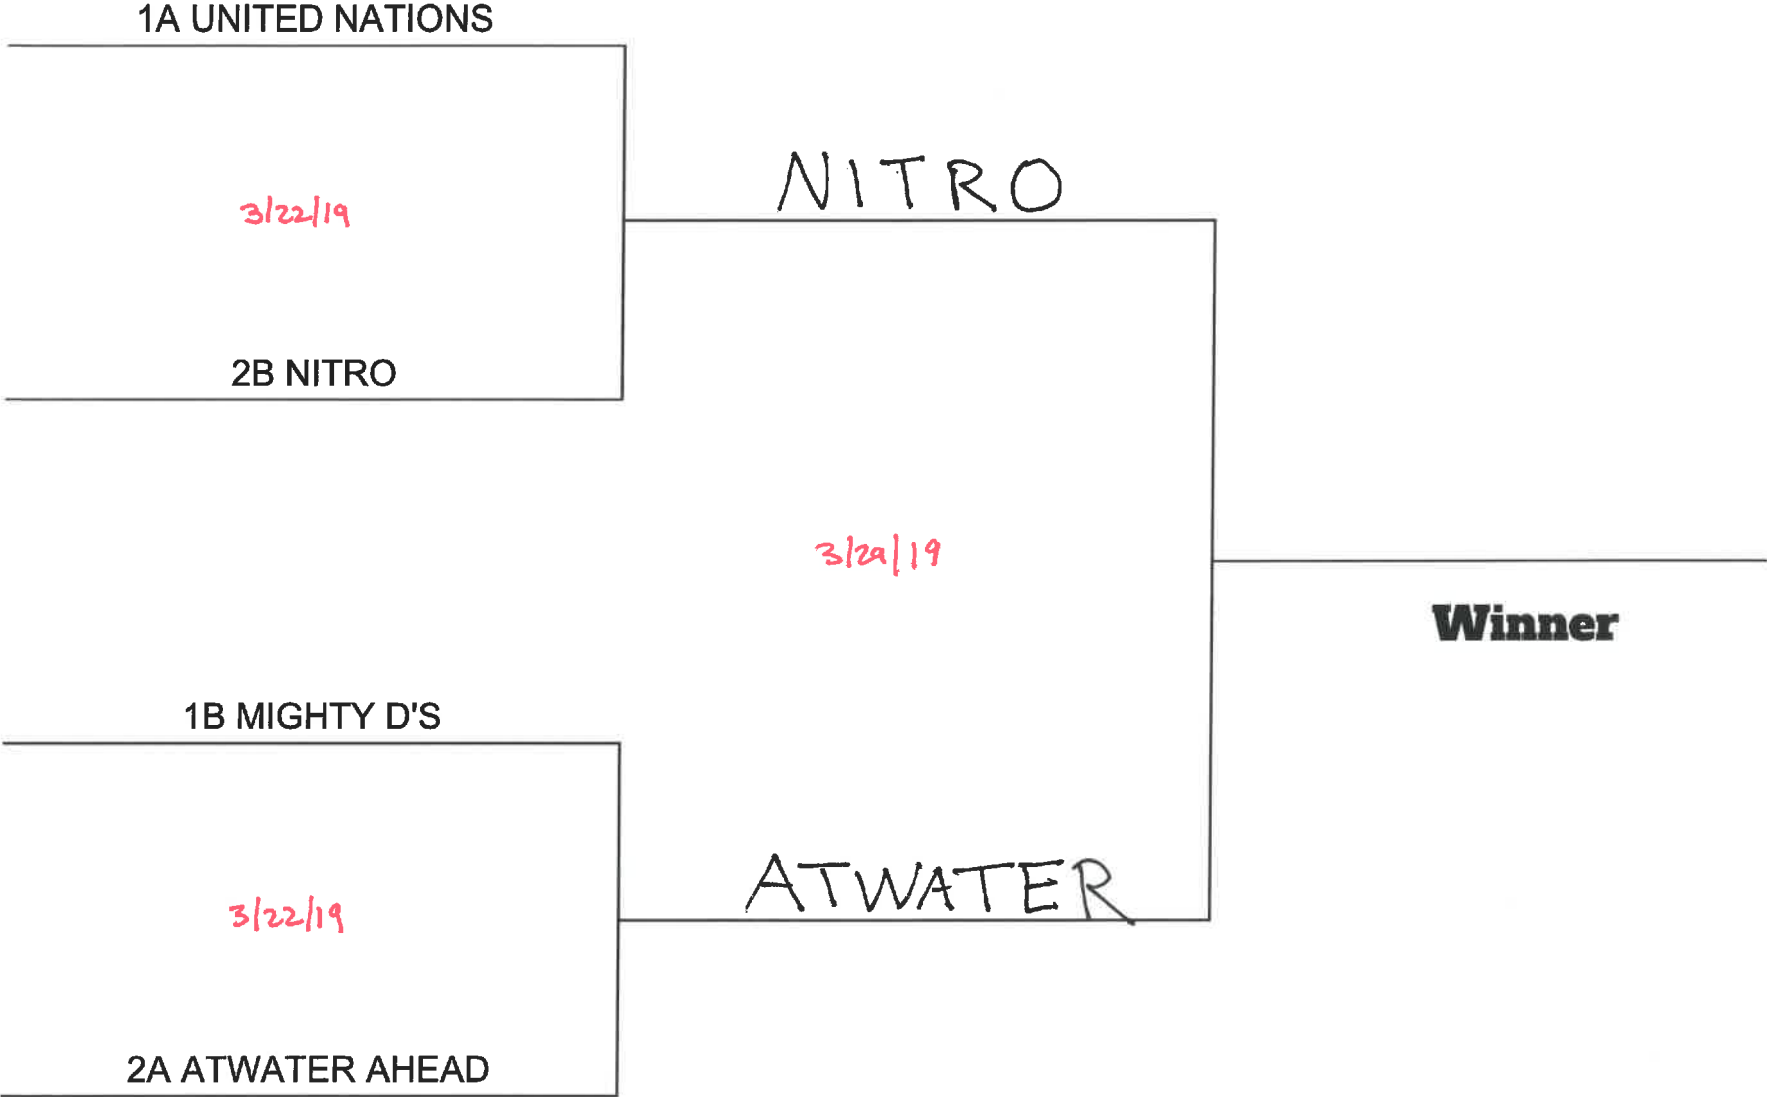 1A UNITED NATIONS
3/22/19
2B NITRO
NITRO
3/29/19
Winner
1B MIGHTY D'S
3/22/19
2A ATWATER AHEAD
ATWATER